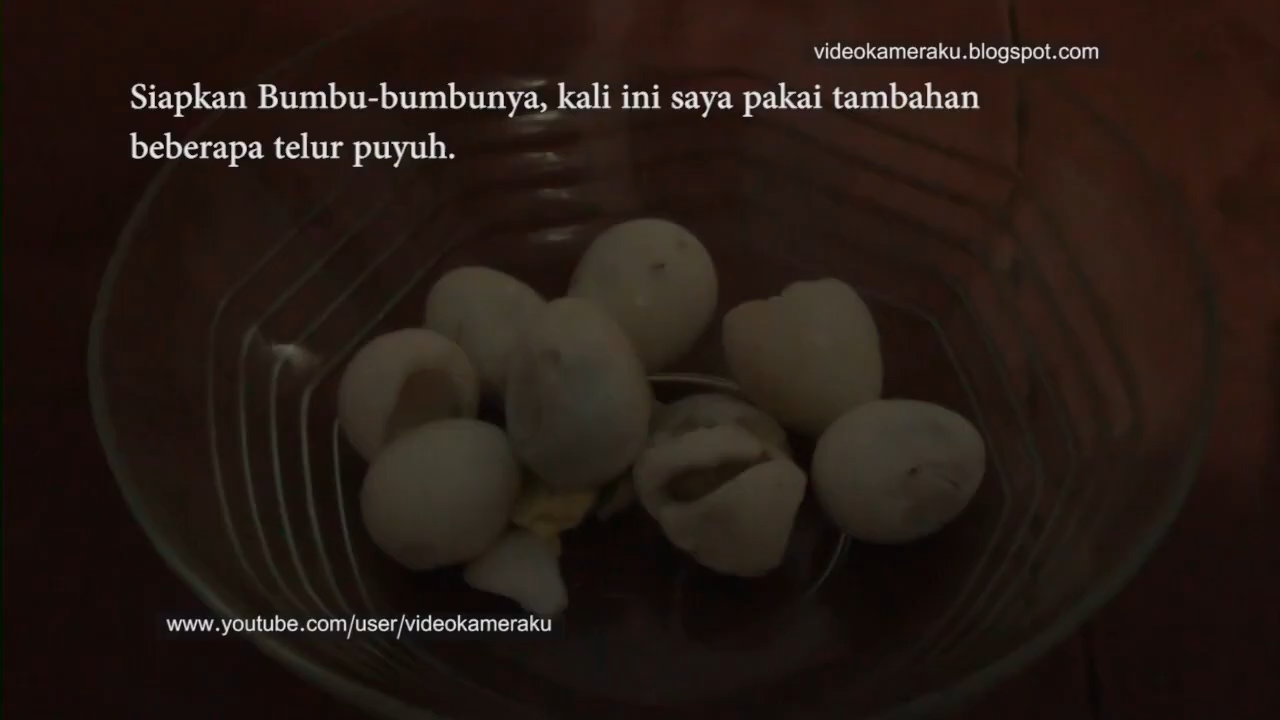 videokameraku.blogspot.com
Siapkan Bumbu-bumbunya, kali ini saya pakai tambahan
beberapa telur puyuh.
www.youtube.com/user/videokameraku